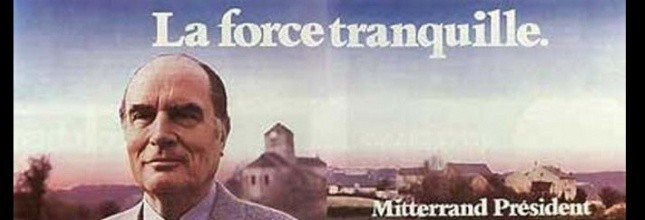 La force tranquille.
Mitterrand Président